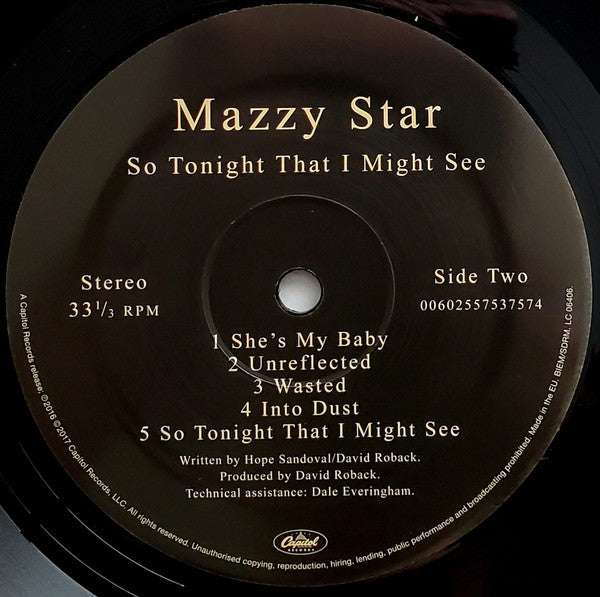 Mazzy Star
So Tonight That I Might See
Stereo
33 1/3 RPM
Side Two
00602557537574
1 She's My Baby
2 Unreflected
3 Wasted
4 Into Dust
5 So Tonight That I Might See
Written by Hope Sandoval/David Roback.
Produced by David Roback.
Technical assistance: Dale Everingham.
Capitol
RECORDS
A Capitol Records release; ℗2016 ©2017 Capitol Records, LLC. All rights reserved. Unauthorised copying, reproduction, hiring, lending, public performance and broadcasting prohibited. Made in the EU. BIEM/SDRM. LC 06406.